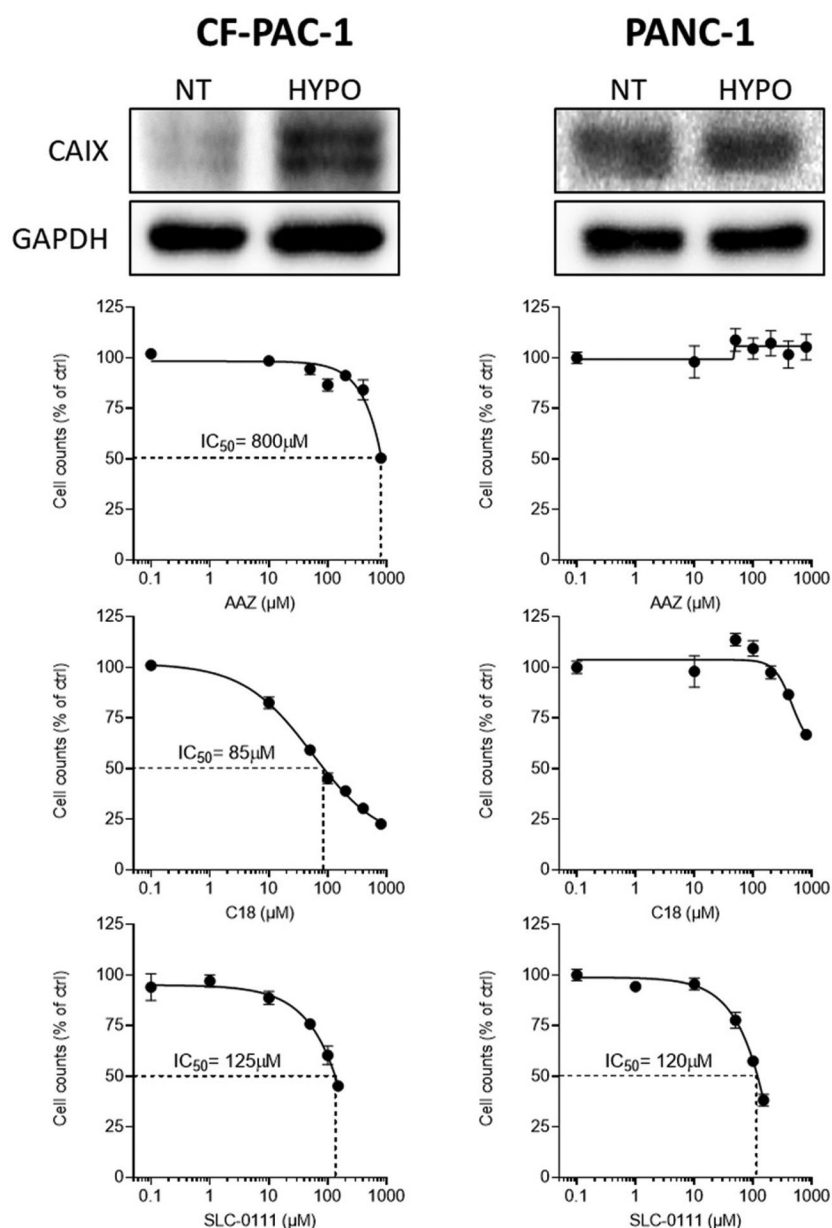 CF-PAC-1 PANC-1
NT HYPO NT HYPO
CAIX
GAPDH
125
100
75
50
25
0
Cell counts (% of ctrl)
IC50= 800µM
0.1 1 10 100 1000
AAZ (µM)
125
100
75
50
25
0
Cell counts (% of ctrl)
0.1 1 10 100 1000
AAZ (µM)
125
100
75
50
25
0
Cell counts (% of ctrl)
IC50= 85µM
0.1 1 10 100 1000
C18 (µM)
125
100
75
50
25
0
Cell counts (% of ctrl)
0.1 1 10 100 1000
C18 (µM)
125
100
75
50
25
0
Cell counts (% of ctrl)
IC50= 125µM
0.1 1 10 100 1000
SLC-0111 (µM)
125
100
75
50
25
0
Cell counts (% of ctrl)
IC50= 120µM
0.1 1 10 100 1000
SLC-0111 (µM)